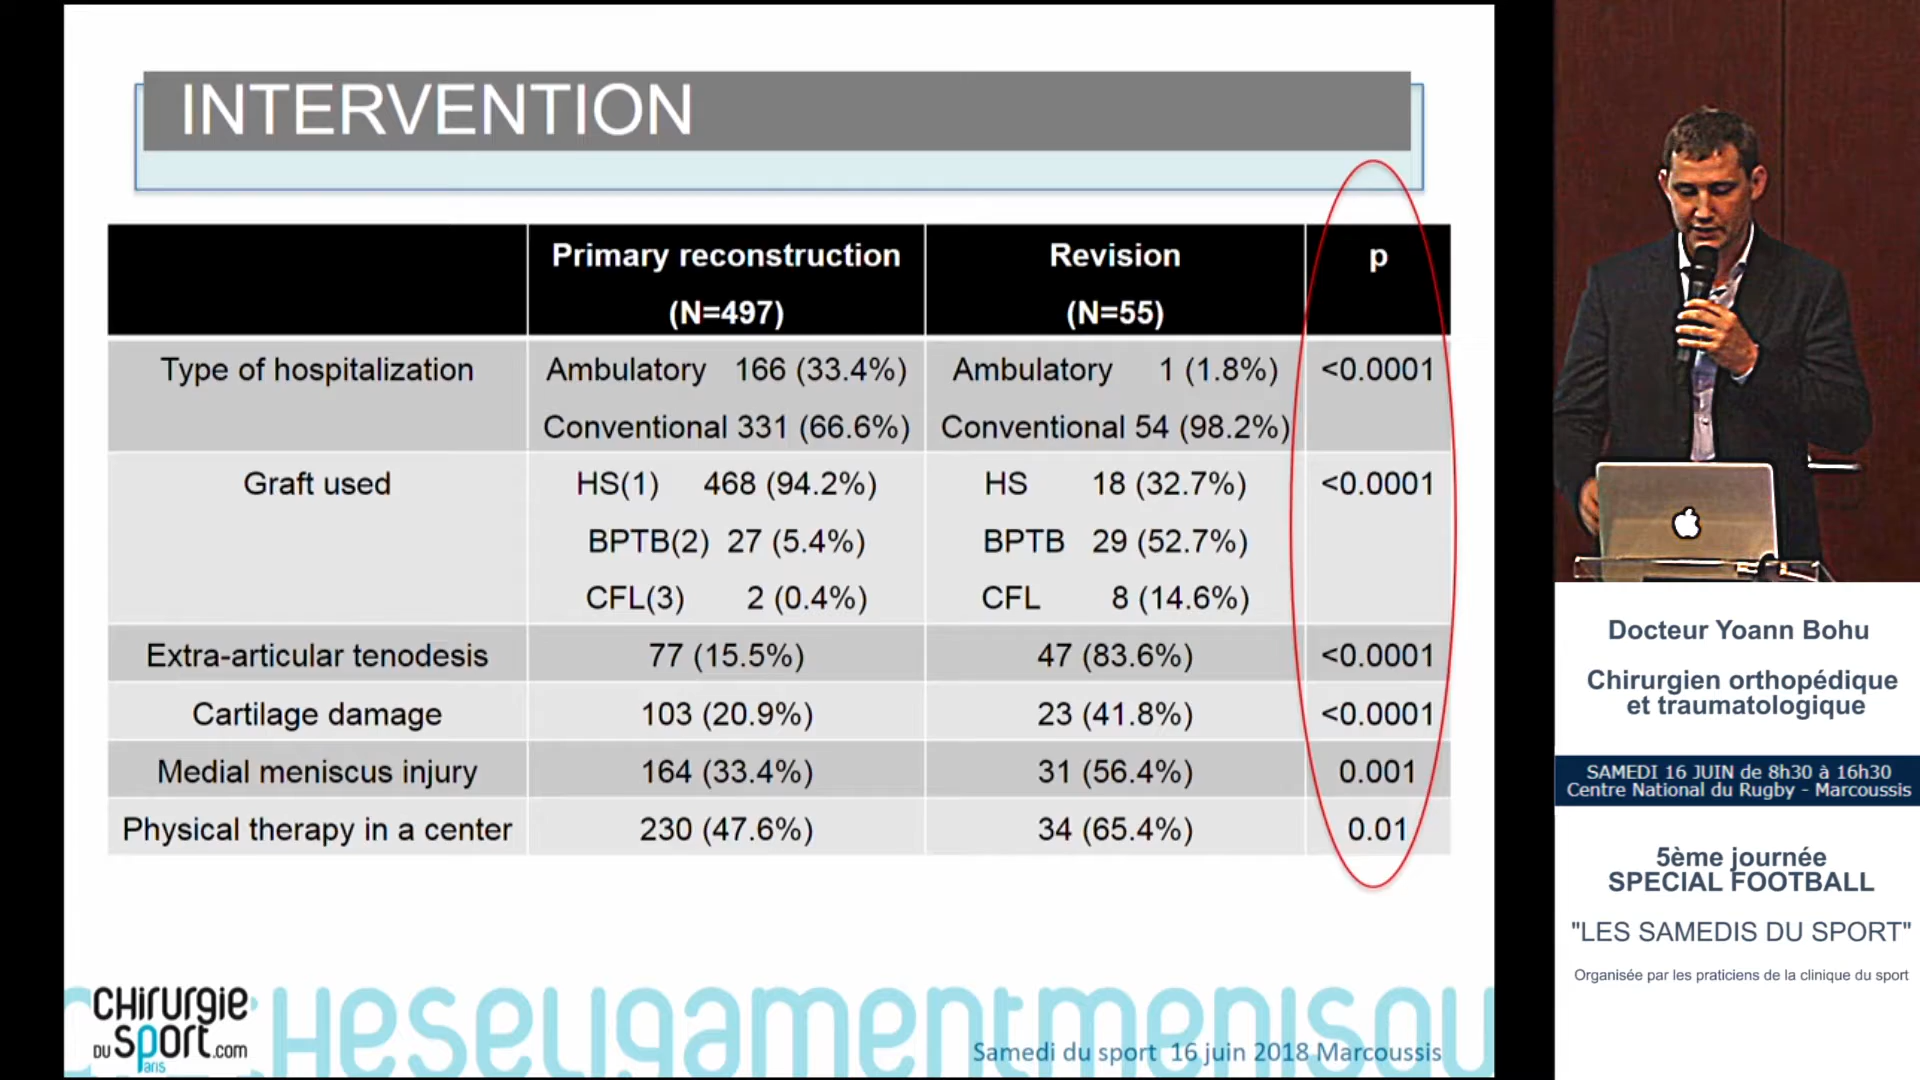 INTERVENTION
Primary reconstruction Revision p
(N=497) (N=55)
Type of hospitalization Ambulatory 166 (33.4%) Ambulatory 1 (1.8%) <0.0001
Conventional 331 (66.6%) Conventional 54 (98.2%)
Graft used HS(1) 468 (94.2%) HS 18 (32.7%) <0.0001
BPTB(2) 27 (5.4%) BPTB 29 (52.7%)
CFL(3) 2 (0.4%) CFL 8 (14.6%)
Extra-articular tenodesis 77 (15.5%) 47 (83.6%) <0.0001
Cartilage damage 103 (20.9%) 23 (41.8%) <0.0001
Medial meniscus injury 164 (33.4%) 31 (56.4%) 0.001
Physical therapy in a center 230 (47.6%) 34 (65.4%) 0.01
CHirurgie
DU SPORT.com
Paris
HeseLigamentmenisqu
Samedi du sport 16 juin 2018 Marcoussis
Docteur Yoann Bohu
Chirurgien orthopédique
et traumatologique
SAMEDI 16 JUIN de 8h30 à 16h30
Centre National du Rugby - Marcoussis
5ème journée
SPECIAL FOOTBALL
"LES SAMEDIS DU SPORT"
Organisée par les praticiens de la clinique du sport